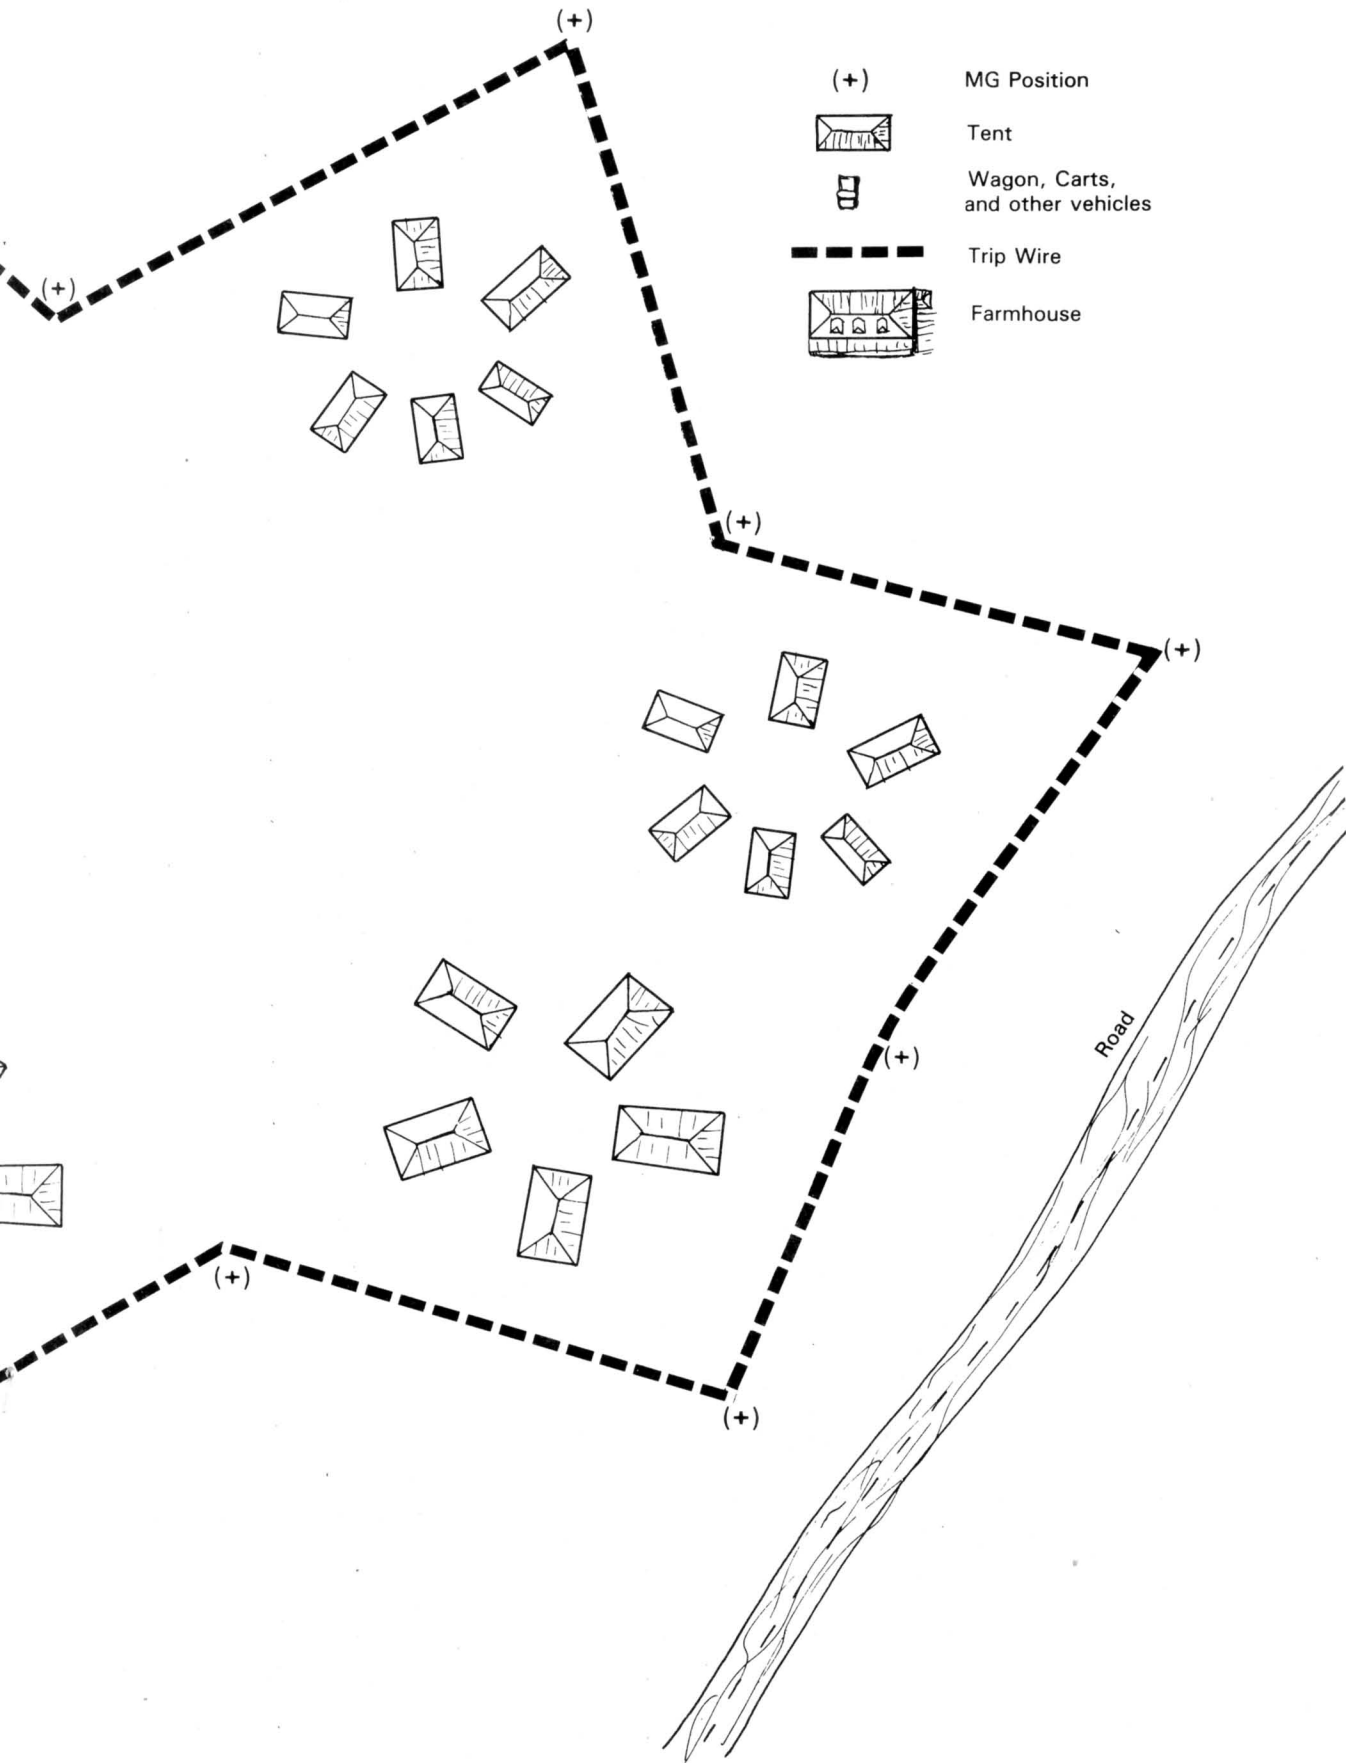 (+)
(+) MG Position
Tent
Wagon, Carts,
and other vehicles
Trip Wire
(+)
Farmhouse
(+)
(+)
Road
(+)
(+)
(+)